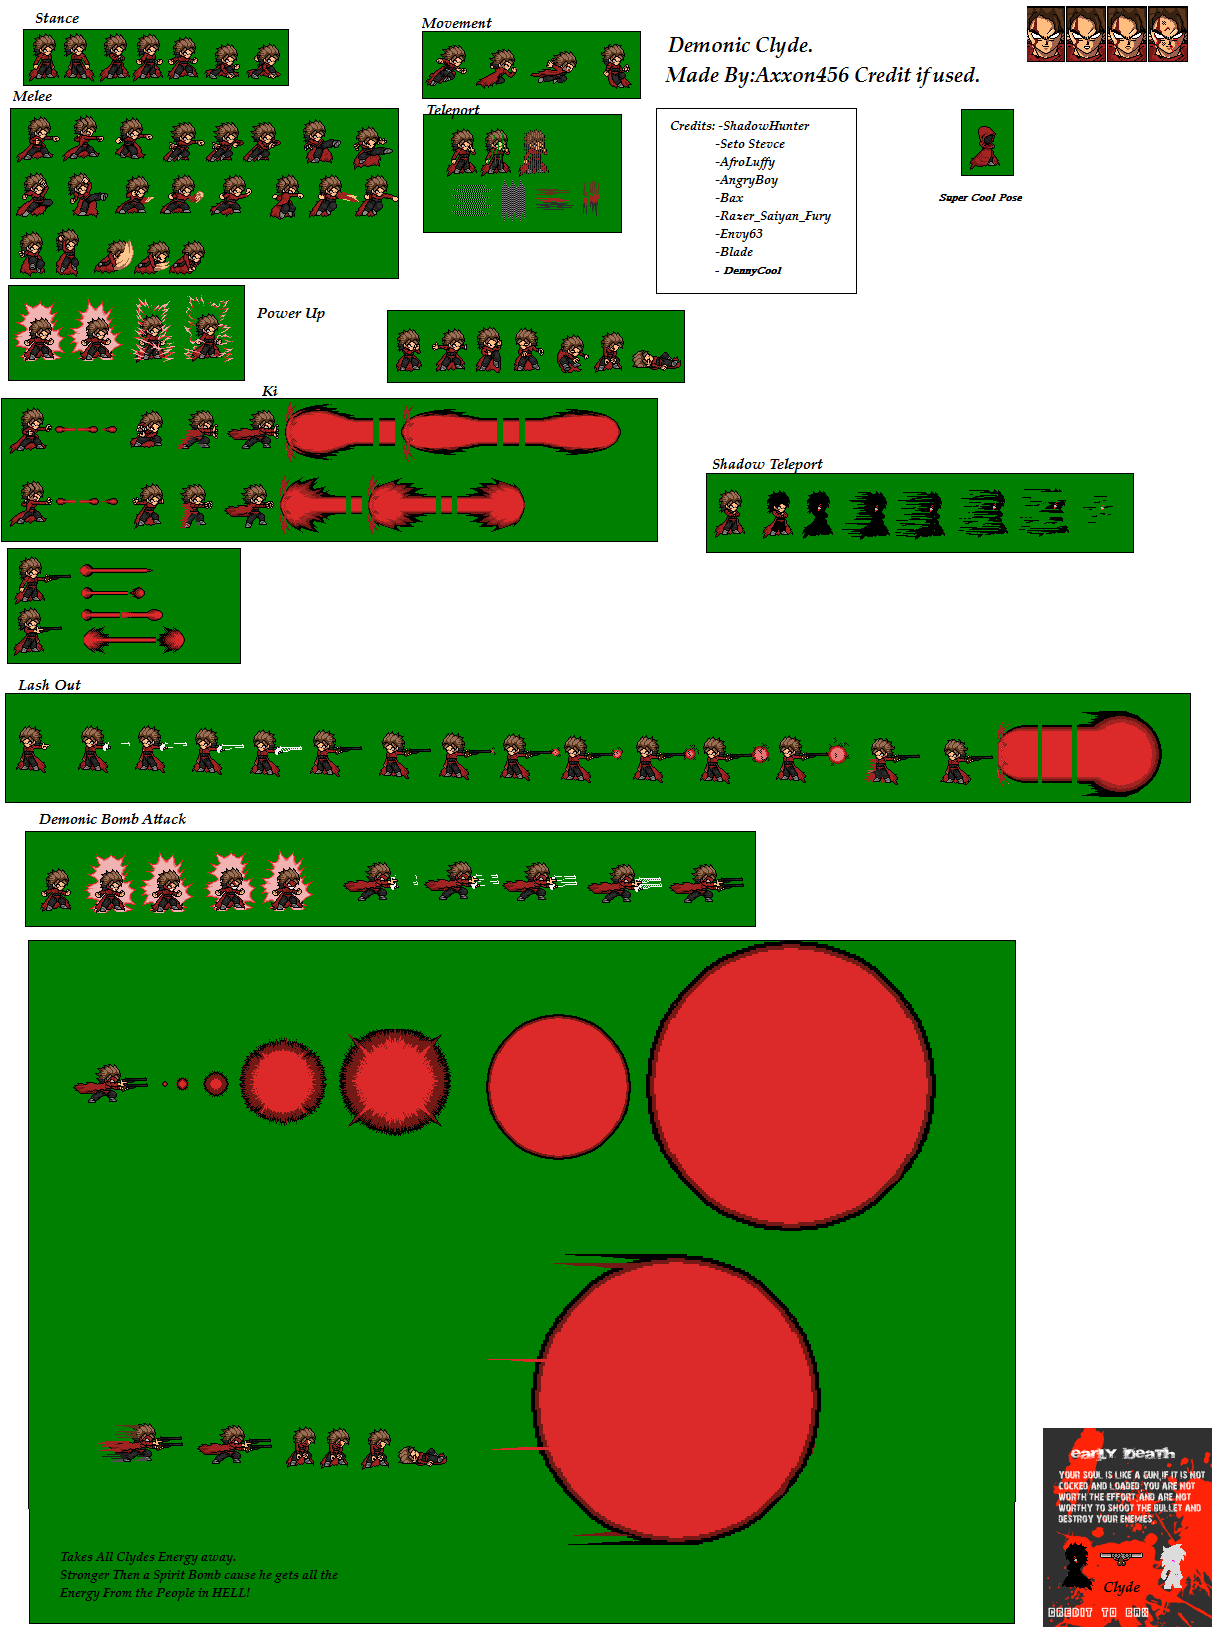 Stance
Movement
Demonic Clyde.
Made By:Axxon456 Credit if used.
Melee
Teleport
Credits: -ShadowHunter
-Seto Stevce
-AfroLuffy
-AngryBoy
-Bax
-Razer_Saiyan_Fury
-Envy63
-Blade
- DennyCool
Super Cool Pose
Power Up
Ki
Shadow Teleport
Lash Out
Demonic Bomb Attack
Takes All Clydes Energy away.
Stronger Then a Spirit Bomb cause he gets all the
Energy From the People in HELL!
Early Death
YOUR SOUL IS LIKE A GUN,IF IT IS NOT
COCKED AND LOADED,YOU ARE NOT
WORTH THE EFFORT,AND ARE NOT
WORTHY TO SHOOT THE BULLET AND
DESTROY YOUR ENEMIES.
Clyde
CREDIT TO BAX